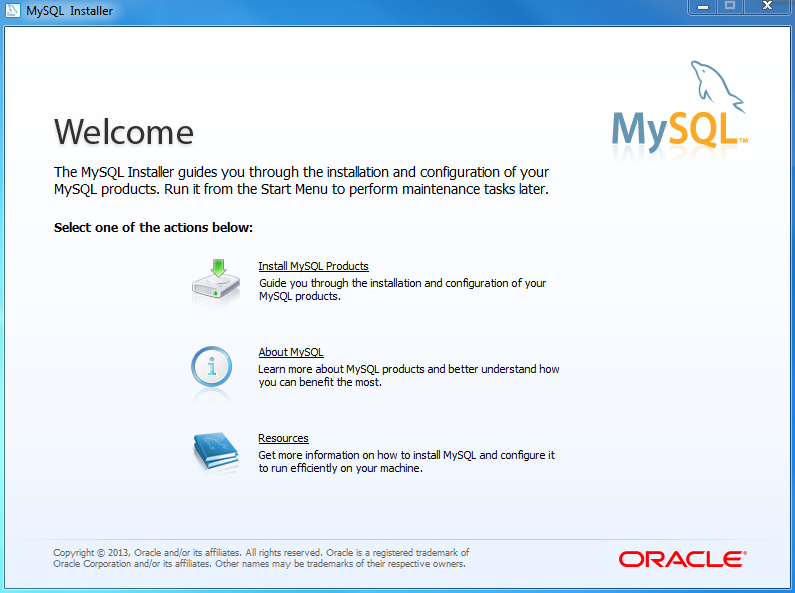 MySQL Installer
MySQL™
Welcome
The MySQL Installer guides you through the installation and configuration of your
MySQL products. Run it from the Start Menu to perform maintenance tasks later.
Select one of the actions below:
Install MySQL Products
Guide you through the installation and configuration of your
MySQL products.
About MySQL
Learn more about MySQL products and better understand how
you can benefit the most.
Resources
Get more information on how to install MySQL and configure it
to run efficiently on your machine.
Copyright © 2013, Oracle and/or its affiliates. All rights reserved. Oracle is a registered trademark of
Oracle Corporation and/or its affiliates. Other names may be trademarks of their respective owners.
ORACLE®